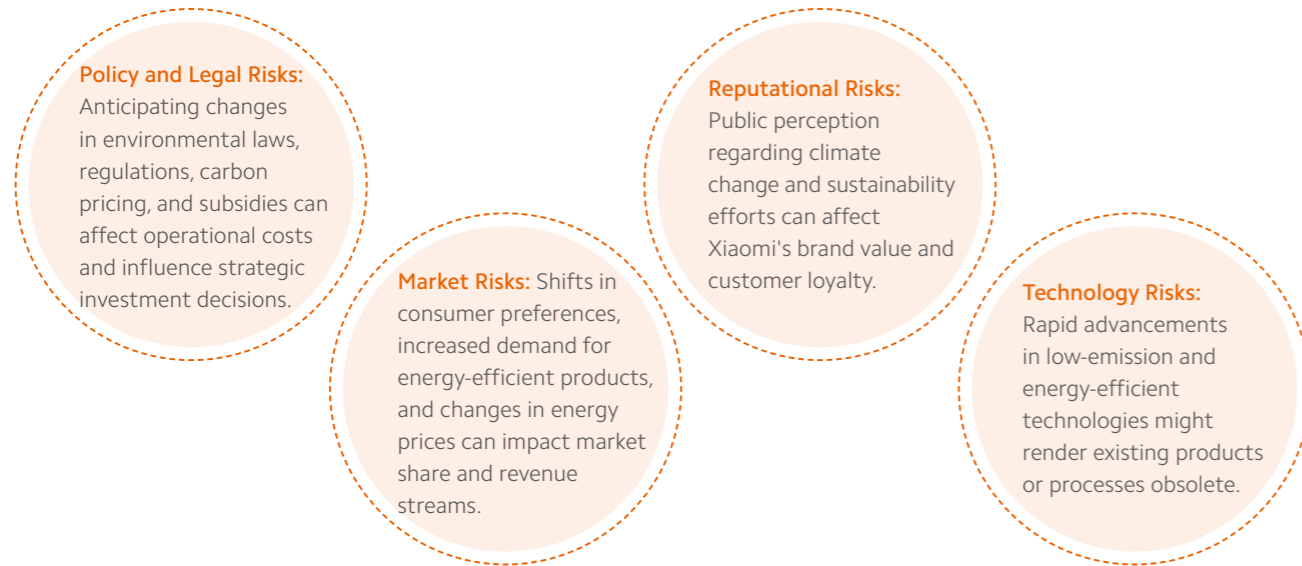 Policy and Legal Risks:
Anticipating changes
in environmental laws,
regulations, carbon
pricing, and subsidies can
affect operational costs
and influence strategic
investment decisions.
Market Risks: Shifts in
consumer preferences,
increased demand for
energy-efficient products,
and changes in energy
prices can impact market
share and revenue
streams.
Reputational Risks:
Public perception
regarding climate
change and sustainability
efforts can affect
Xiaomi's brand value and
customer loyalty.
Technology Risks:
Rapid advancements
in low-emission and
energy-efficient
technologies might
render existing products
or processes obsolete.